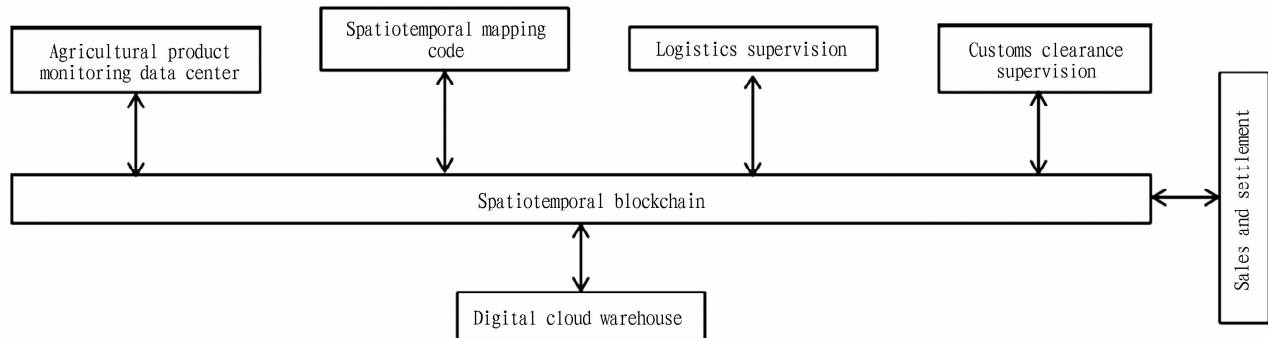 Agricultural product
monitoring data center
Spatiotemporal mapping
code
Logistics supervision
Customs clearance
supervision
Spatiotemporal blockchain
Sales and settlement
Digital cloud warehouse